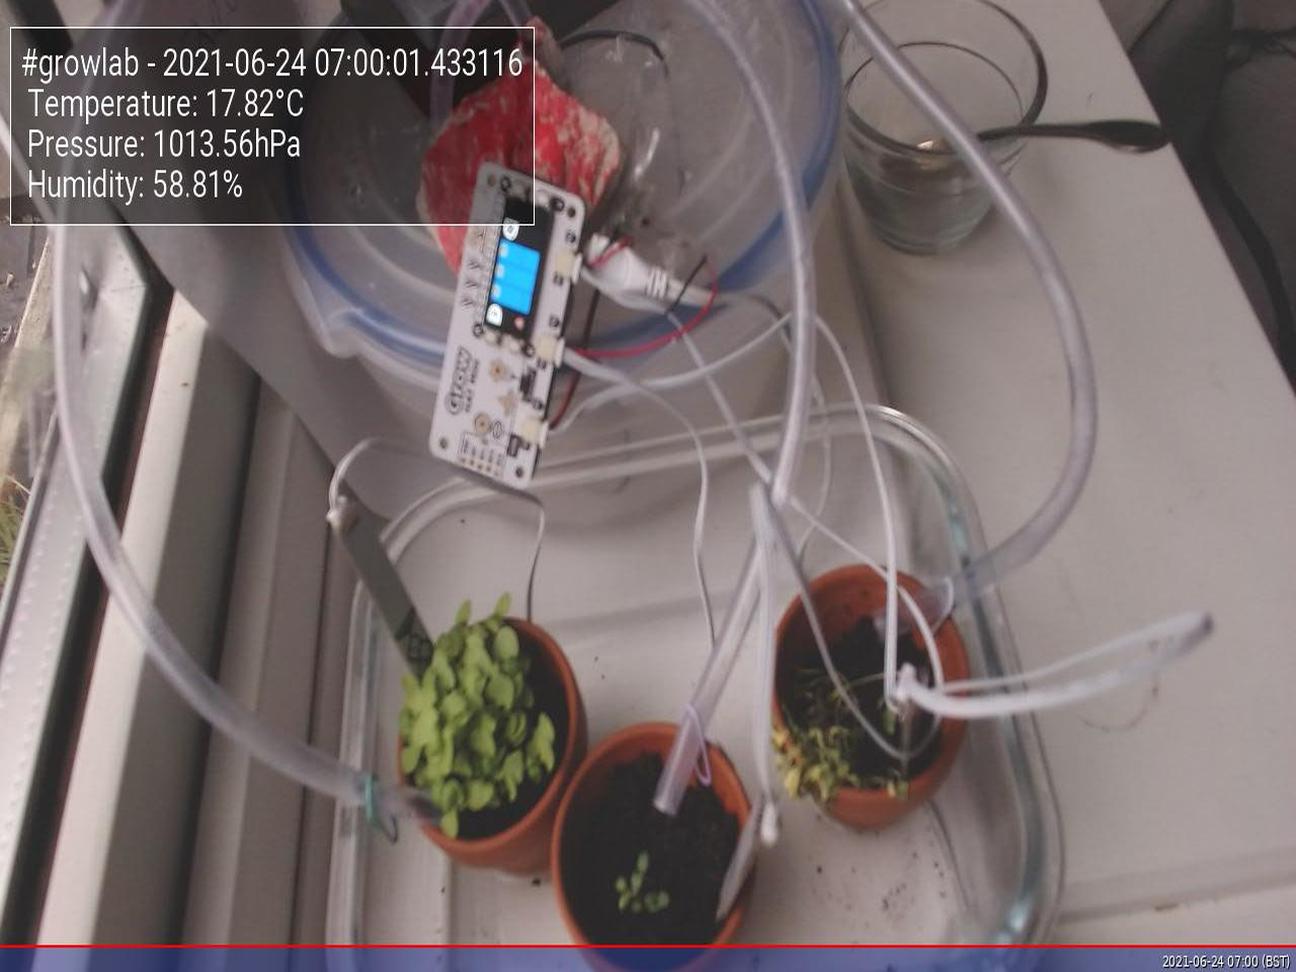 #growlab - 2021-06-24 07:00:01.433116
Temperature: 17.82°C
Pressure: 1013.56hPa
Humidity: 58.81%
GROW
2021-06-24 07:00 (BST)